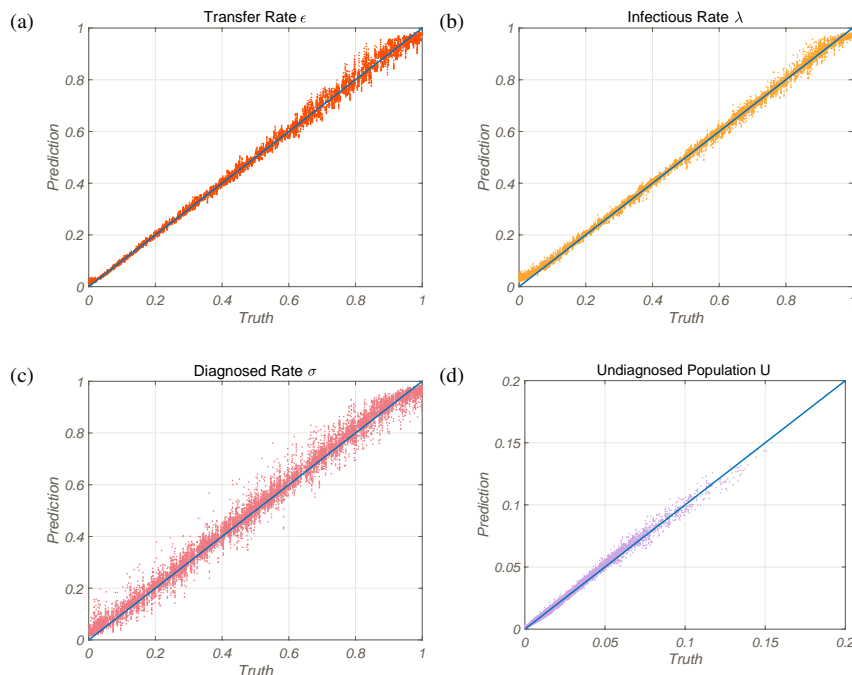 (a)
Transfer Rate ϵ
1
0.8
0.6
0.4
0.2
0
0
0.2
0.4
0.6
0.8
1
Prediction
Truth
(b)
Infectious Rate λ
1
0.8
0.6
0.4
0.2
0
0
0.2
0.4
0.6
0.8
1
Prediction
Truth
(c)
Diagnosed Rate σ
1
0.8
0.6
0.4
0.2
0
0
0.2
0.4
0.6
0.8
1
Prediction
Truth
(d)
Undiagnosed Population U
0.2
0.15
0.1
0.05
0
0
0.05
0.1
0.15
0.2
Prediction
Truth